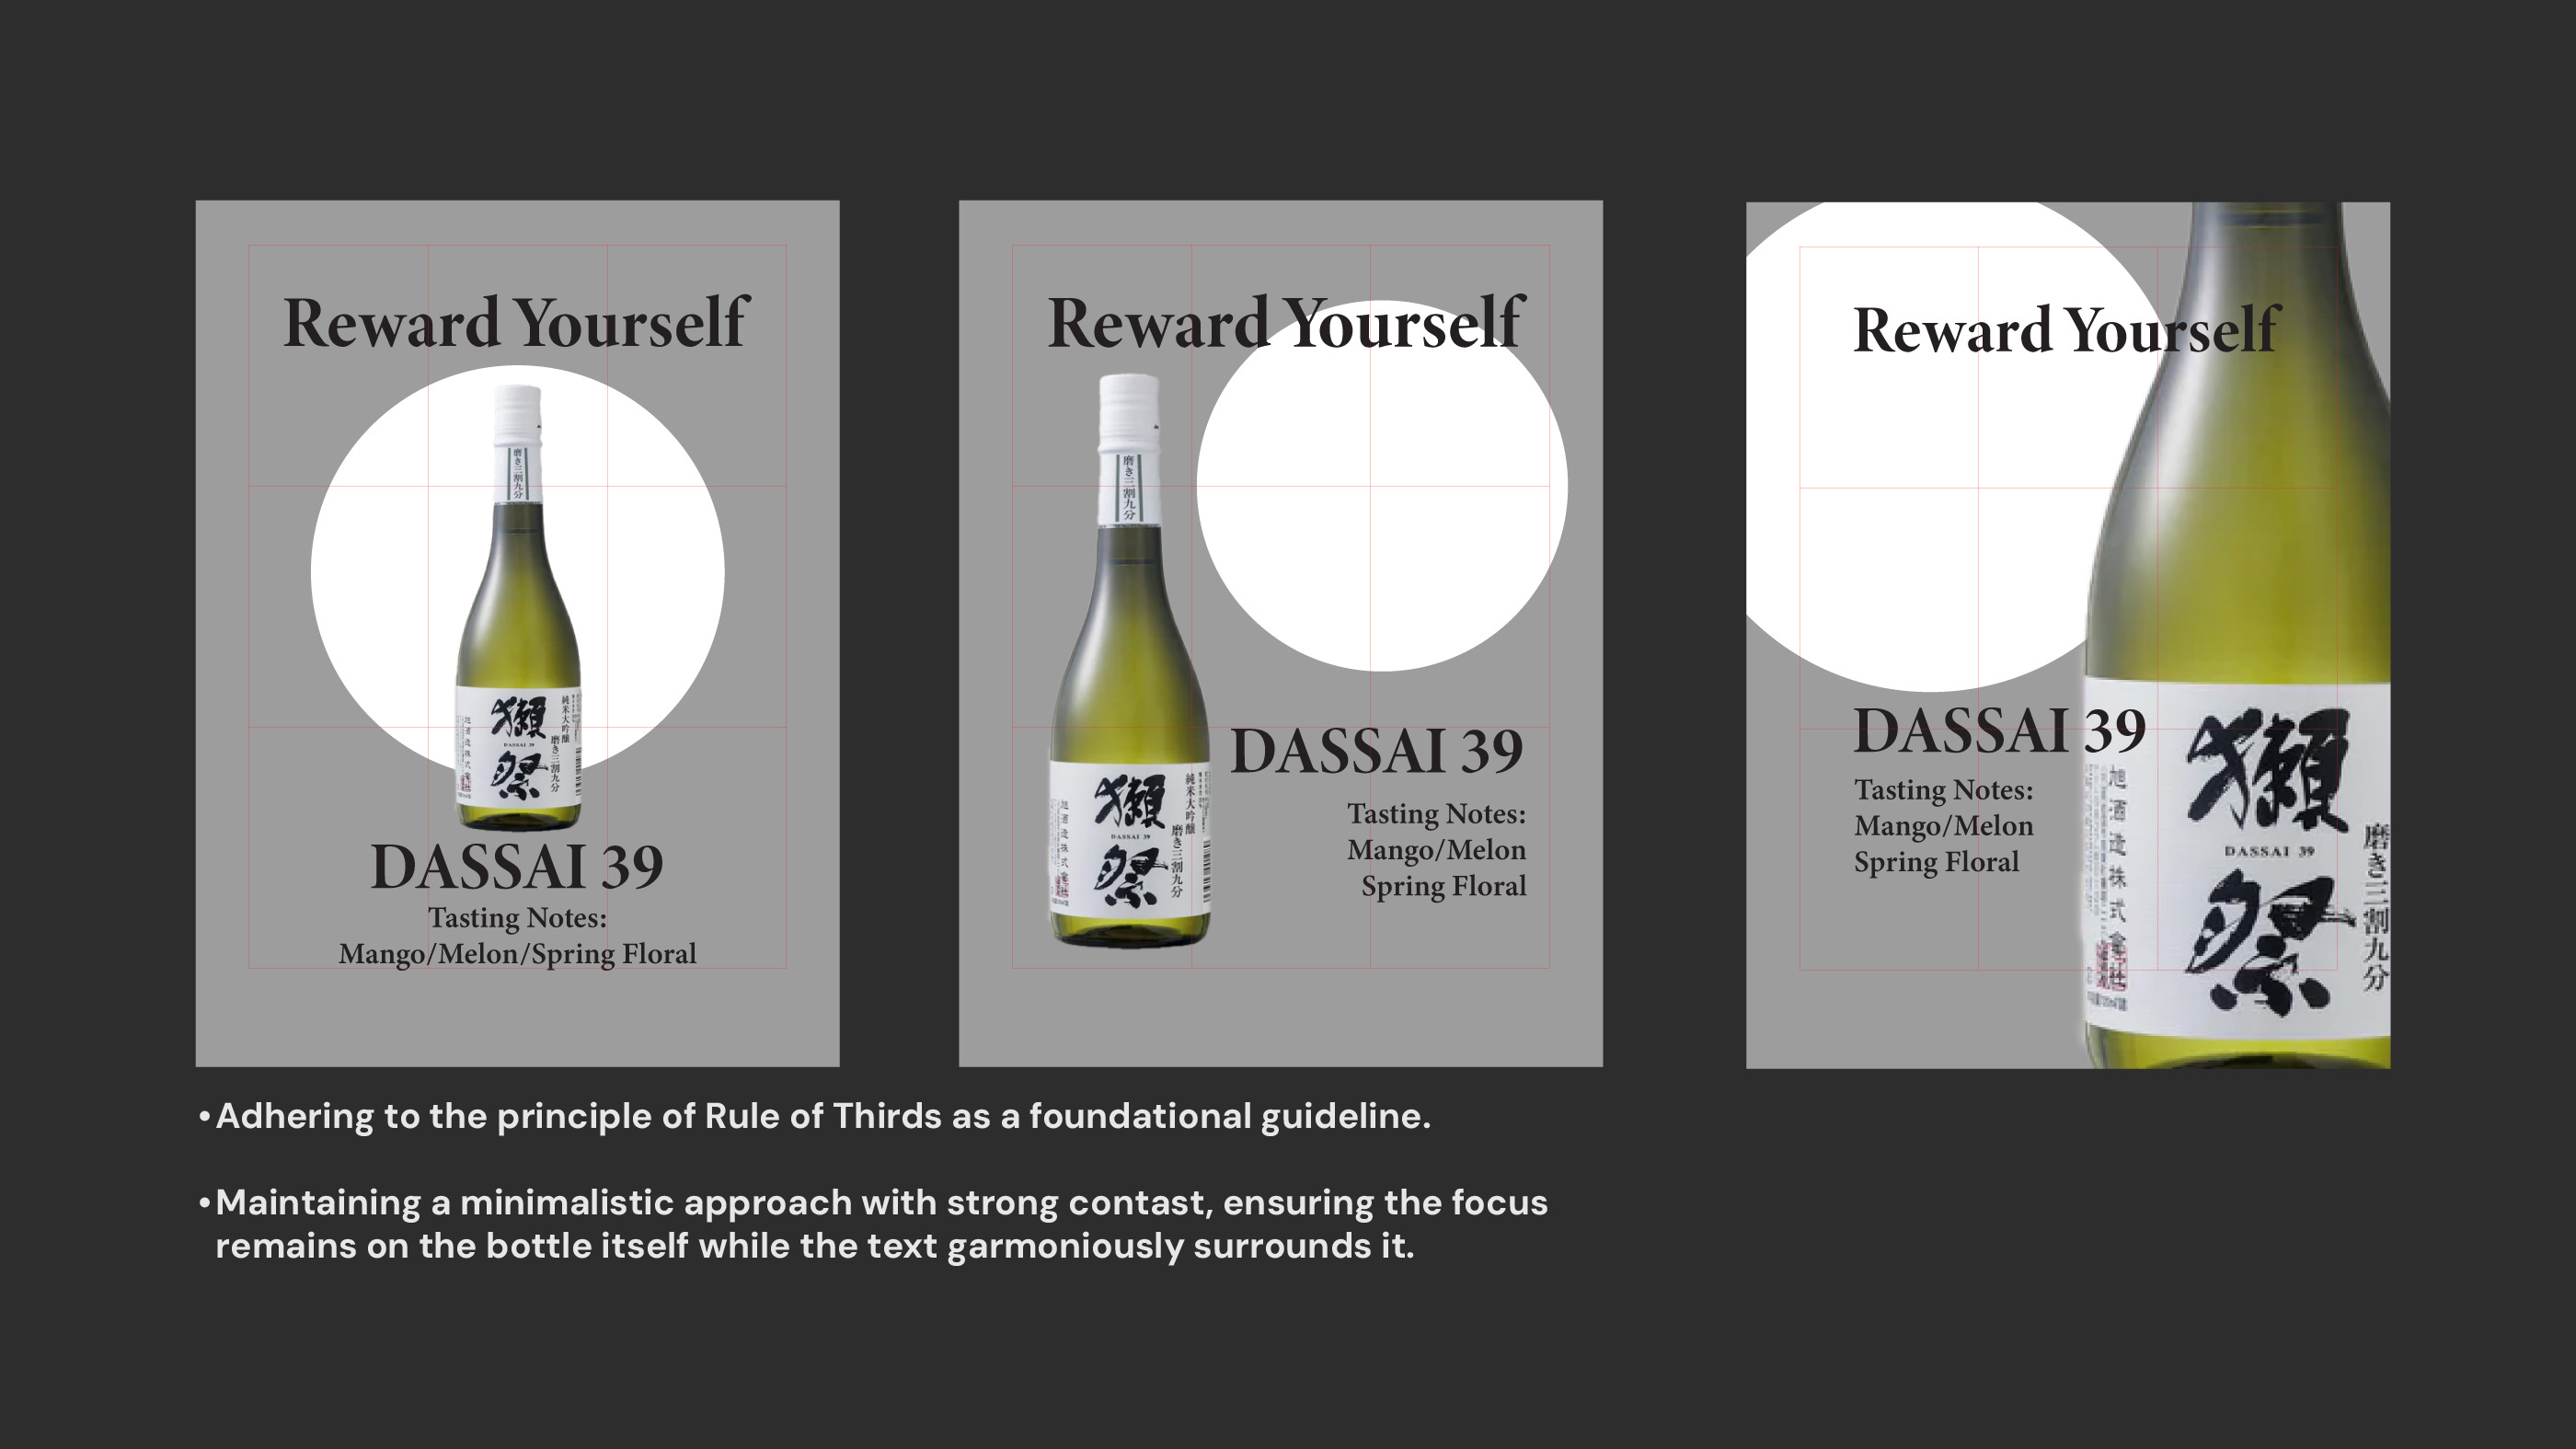 Reward Yourself
磨き三割九分
獺祭
DASSAI 39
純米大吟醸
磨き三割九分
旭酒造株式会社
DASSAI 39
Tasting Notes:
Mango/Melon/Spring Floral
Reward Yourself
磨き三割九分
獺祭
DASSAI 39
純米大吟醸
磨き三割九分
旭酒造株式会社
DASSAI 39
Tasting Notes:
Mango/Melon
Spring Floral
Reward Yourself
DASSAI 39
Tasting Notes:
Mango/Melon
Spring Floral
獺祭
DASSAI 39
磨き三割九分
旭酒造株式会社
•Adhering to the principle of Rule of Thirds as a foundational guideline.
•Maintaining a minimalistic approach with strong contast, ensuring the focus
remains on the bottle itself while the text garmoniously surrounds it.